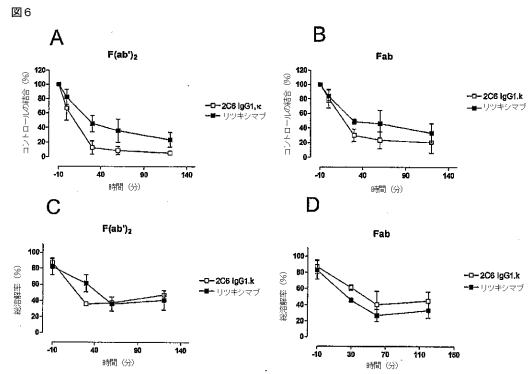 図6
A
F(ab')2
コントロールの結合 (%)
120
100
80
60
40
20
0
-10
40
90
140
時間 (分)
2C6 IgG1,κ
リツキシマブ
B
Fab
コントロールの結合 (%)
120
100
80
60
40
20
0
-10
40
90
140
時間 (分)
2C6 IgG1.k
リツキシマブ
C
F(ab')2
総溶解率 (%)
100
80
60
40
20
0
-10
40
90
140
時間 (分)
2C6 IgG1.k
リツキシマブ
D
Fab
総溶解率 (%)
100
80
60
40
20
0
-10
30
70
110
150
時間 (分)
2C6 IgG1.k
リツキシマブ